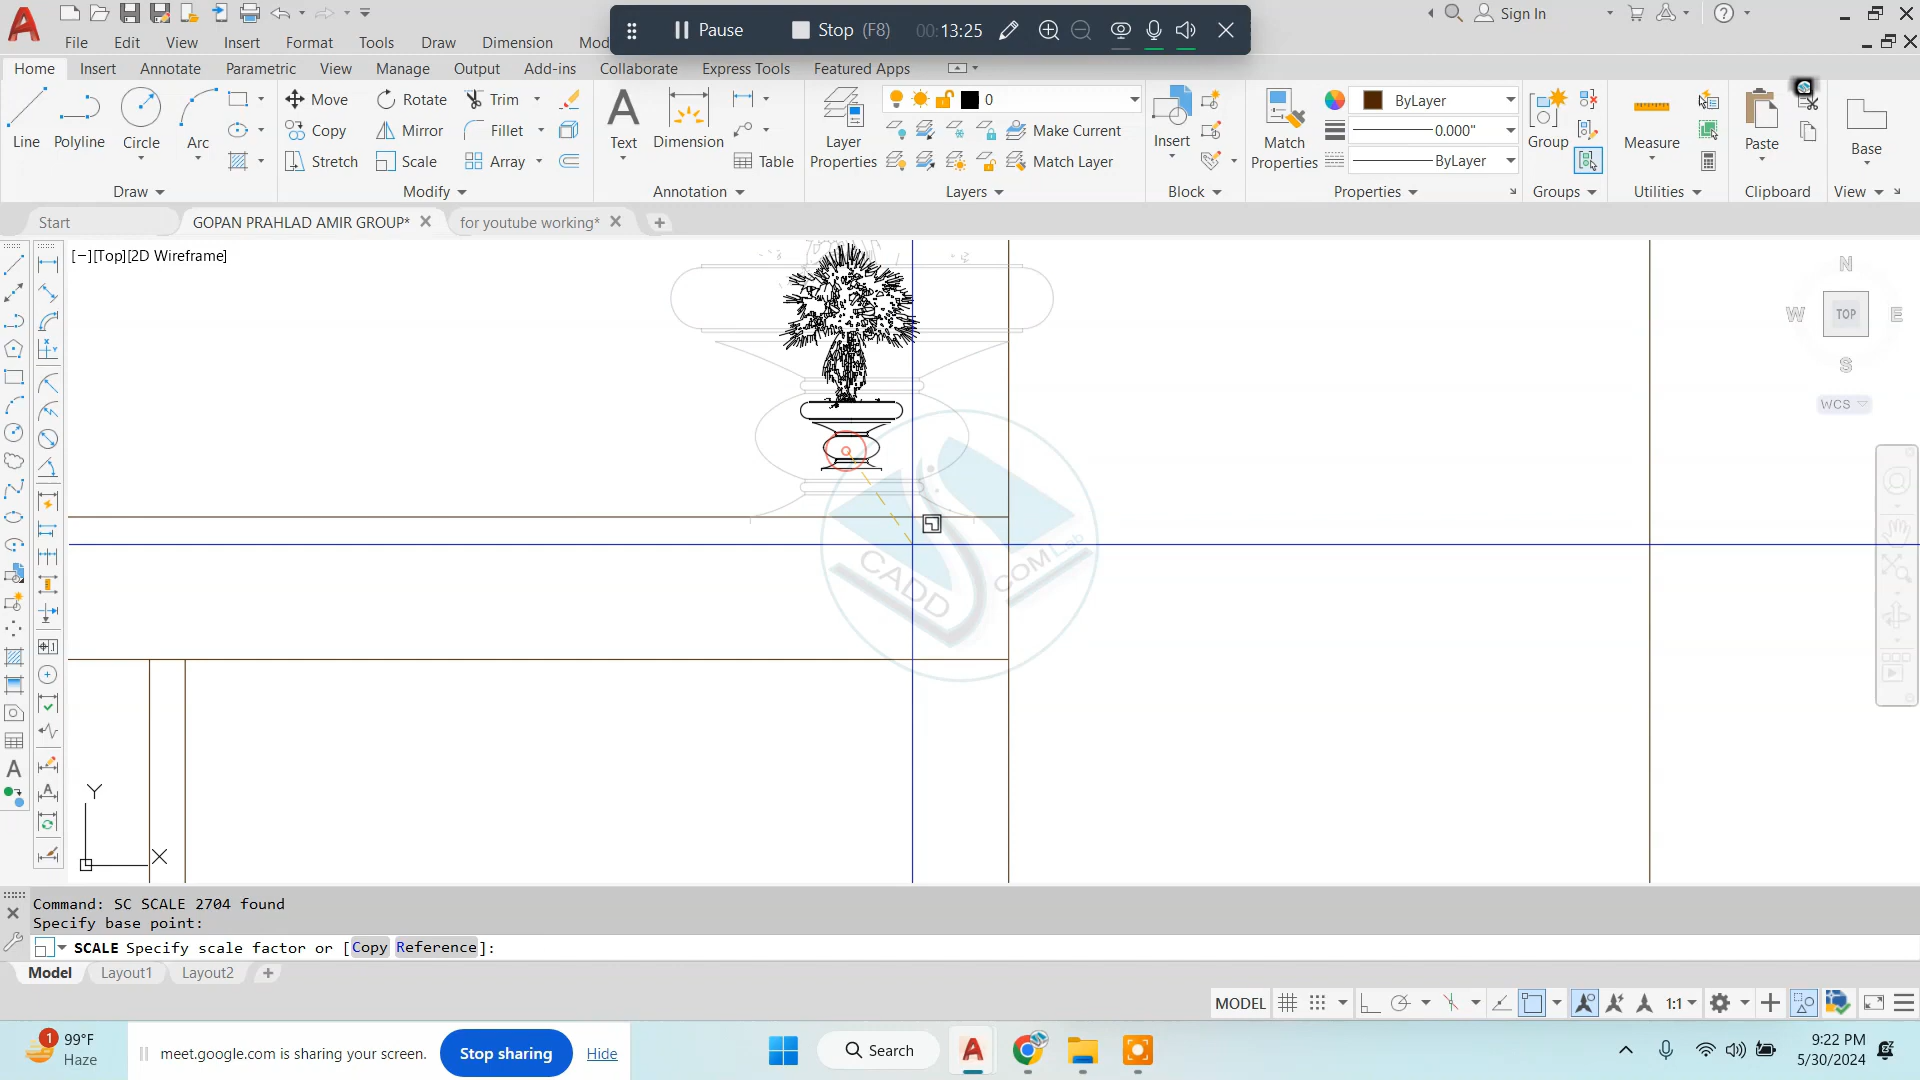 Pause
Stop (F8)
00:13:25
Sign In
File Edit View Insert Format Tools Draw Dimension Mod
Home Insert Annotate Parametric View Manage Output Add-ins Collaborate Express Tools Featured Apps
Line
Polyline
Circle
Arc
Draw
Move
Rotate
Trim
Copy
Mirror
Fillet
Stretch
Scale
Array
Modify
Text
Dimension
Table
Annotation
Layer
Properties
0
Make Current
Match Layer
Layers
Insert
Block
Match
Properties
ByLayer
0.000"
ByLayer
Properties
Group
Groups
Measure
Utilities
Paste
Clipboard
Base
View
Start
GOPAN PRAHLAD AMIR GROUP*
for youtube working*
[−][Top][2D Wireframe]
N
W
TOP
E
S
WCS
CADD
COM Lab
Y
X
Command: SC SCALE 2704 found
Specify base point:
SCALE Specify scale factor or [Copy Reference]:
Model Layout1 Layout2
MODEL
1:1
1
99°F
Haze
meet.google.com is sharing your screen.
Stop sharing
Hide
Search
9:22 PM
5/30/2024